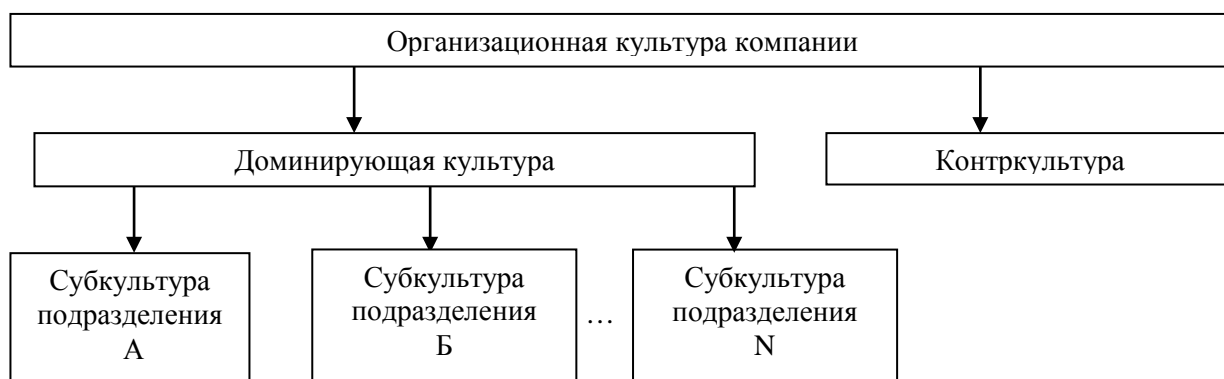 Организационная культура компании
Доминирующая культура
Контркультура
Субкультура
подразделения
А
Субкультура
подразделения
Б
…
Субкультура
подразделения
N